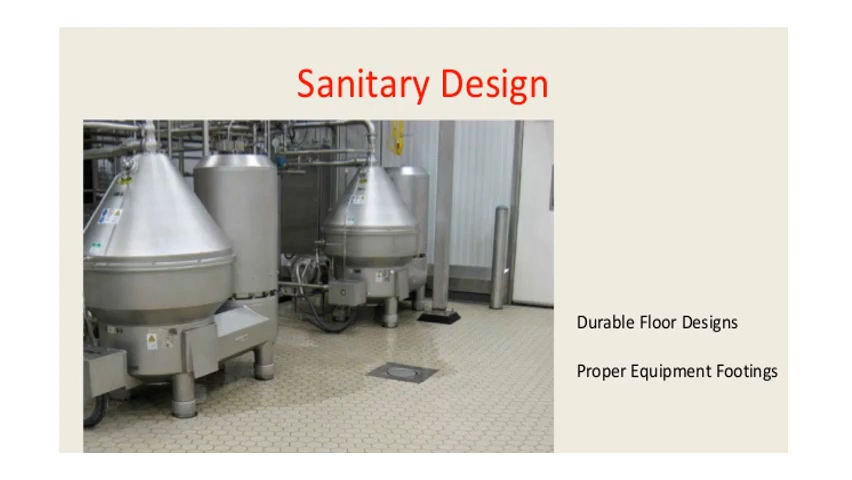 Sanitary Design
Durable Floor Designs
Proper Equipment Footings